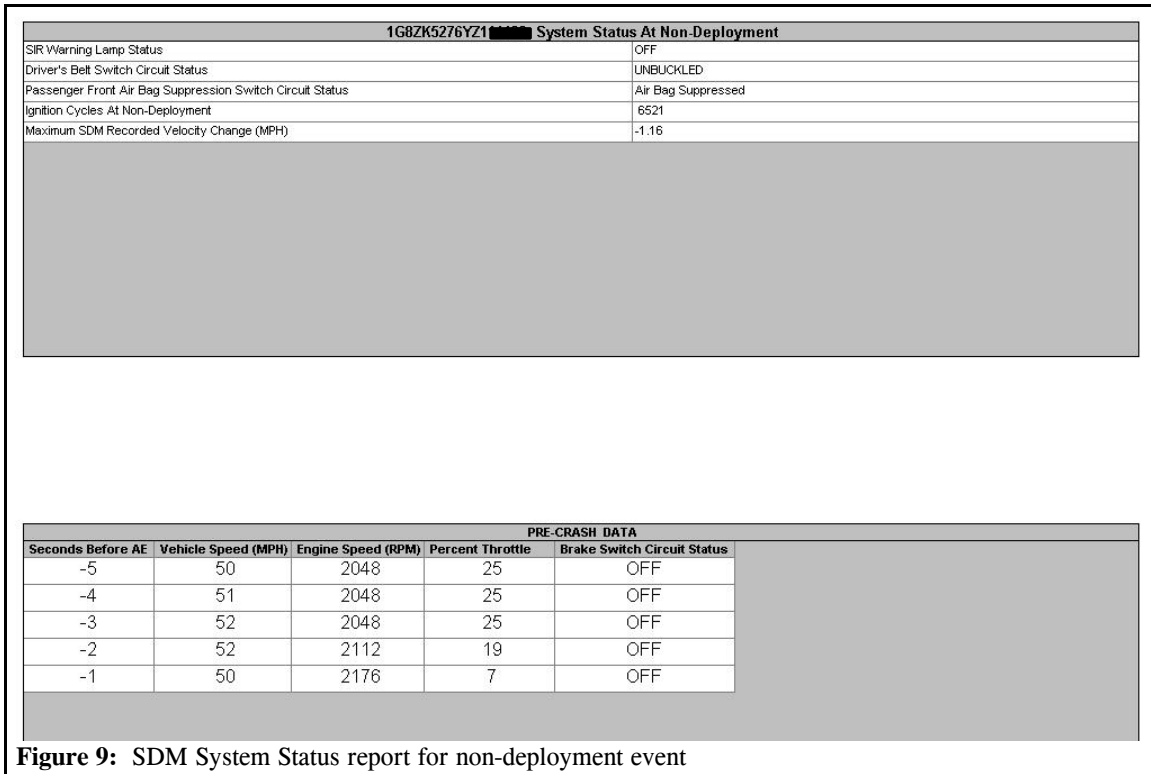 1G8ZK5276YZ1 System Status At Non-Deployment
SIR Warning Lamp Status OFF
Driver's Belt Switch Circuit Status UNBUCKLED
Passenger Front Air Bag Suppression Switch Circuit Status Air Bag Suppressed
Ignition Cycles At Non-Deployment 6521
Maximum SDM Recorded Velocity Change (MPH) -1.16
PRE-CRASH DATA
Seconds Before AE Vehicle Speed (MPH) Engine Speed (RPM) Percent Throttle Brake Switch Circuit Status
-5 50 2048 25 OFF
-4 51 2048 25 OFF
-3 52 2048 25 OFF
-2 52 2112 19 OFF
-1 50 2176 7 OFF
Figure 9: SDM System Status report for non-deployment event